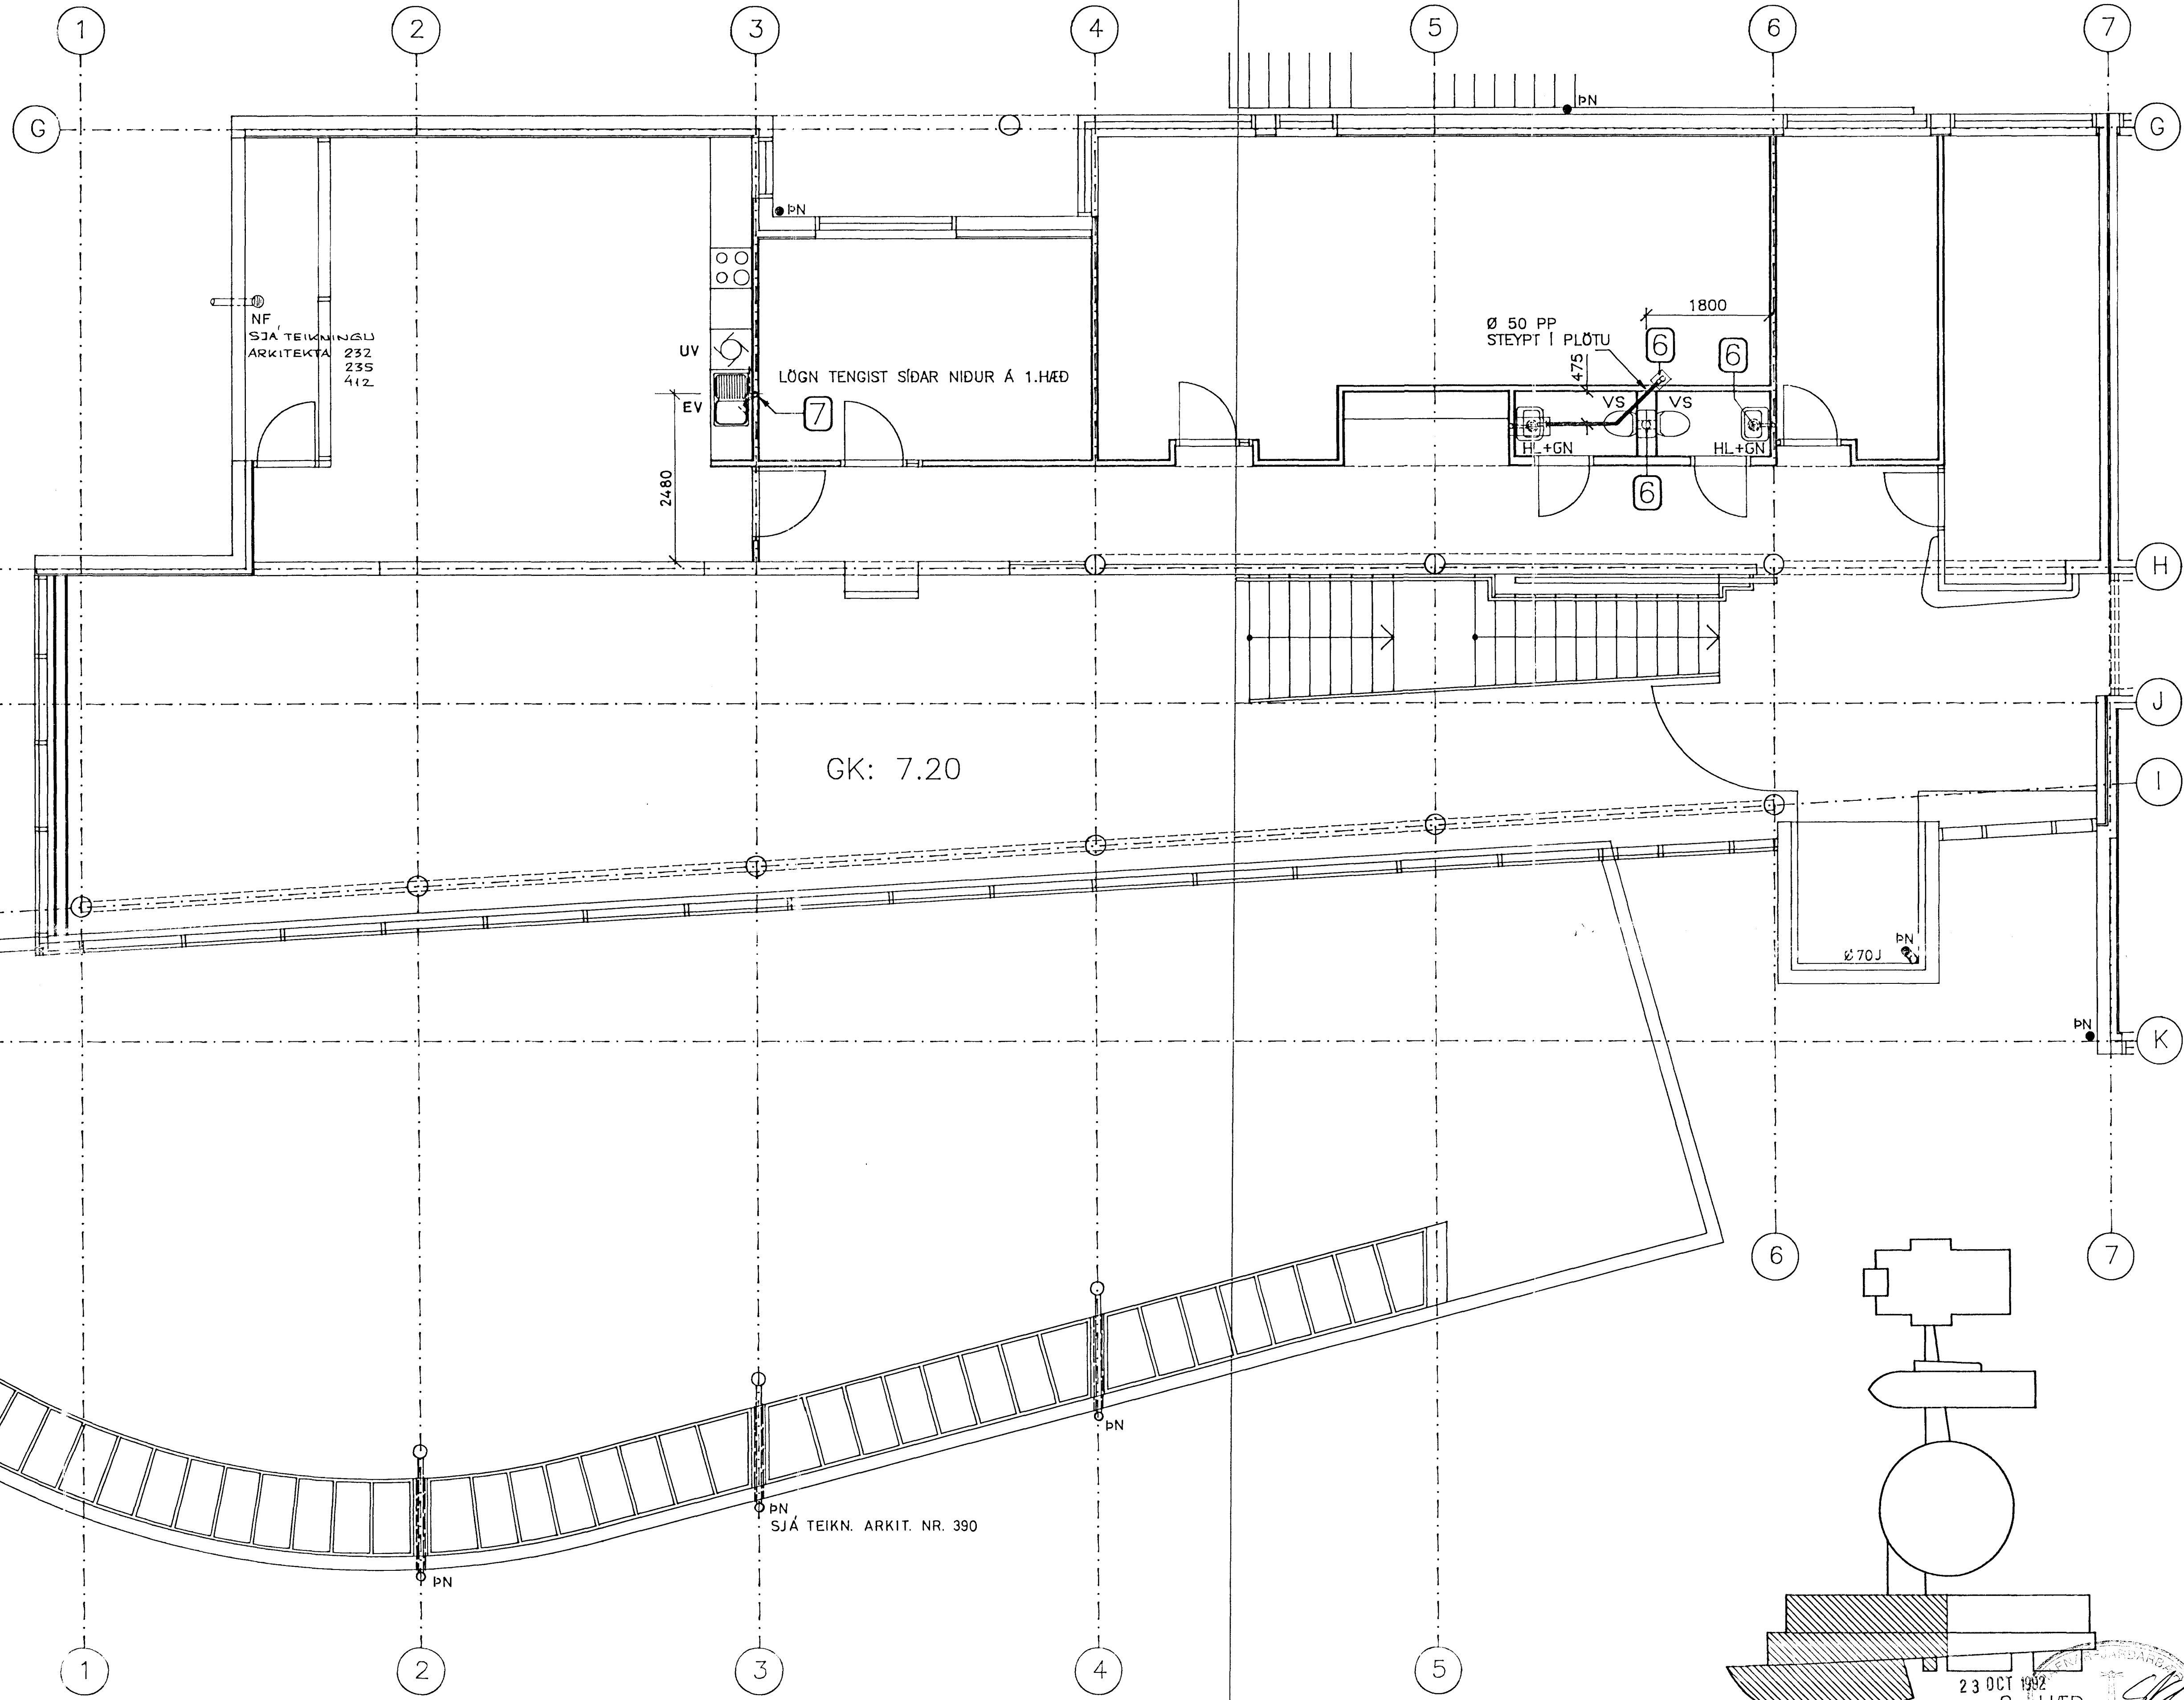 1 2 3 4 5 6 7
G G
ÞN
ÞN
NF
SJÁ TEIKNINGU
ARKITEKTA 232
235
412
UV
EV
LÖGN TENGIST SÍÐAR NIÐUR Á 1.HÆÐ
7
2480
Ø 50 PP
STEYPT Í PLÖTU
1800
475
6
6
VS VS
HL+GN HL+GN
6
H
J
GK: 7.20
I
ÞN
Ø70J
ÞN
K
6 7
ÞN
ÞN
SJÁ TEIKN. ARKIT. NR. 390
ÞN
1 2 3 4 5
23 OCT 1992